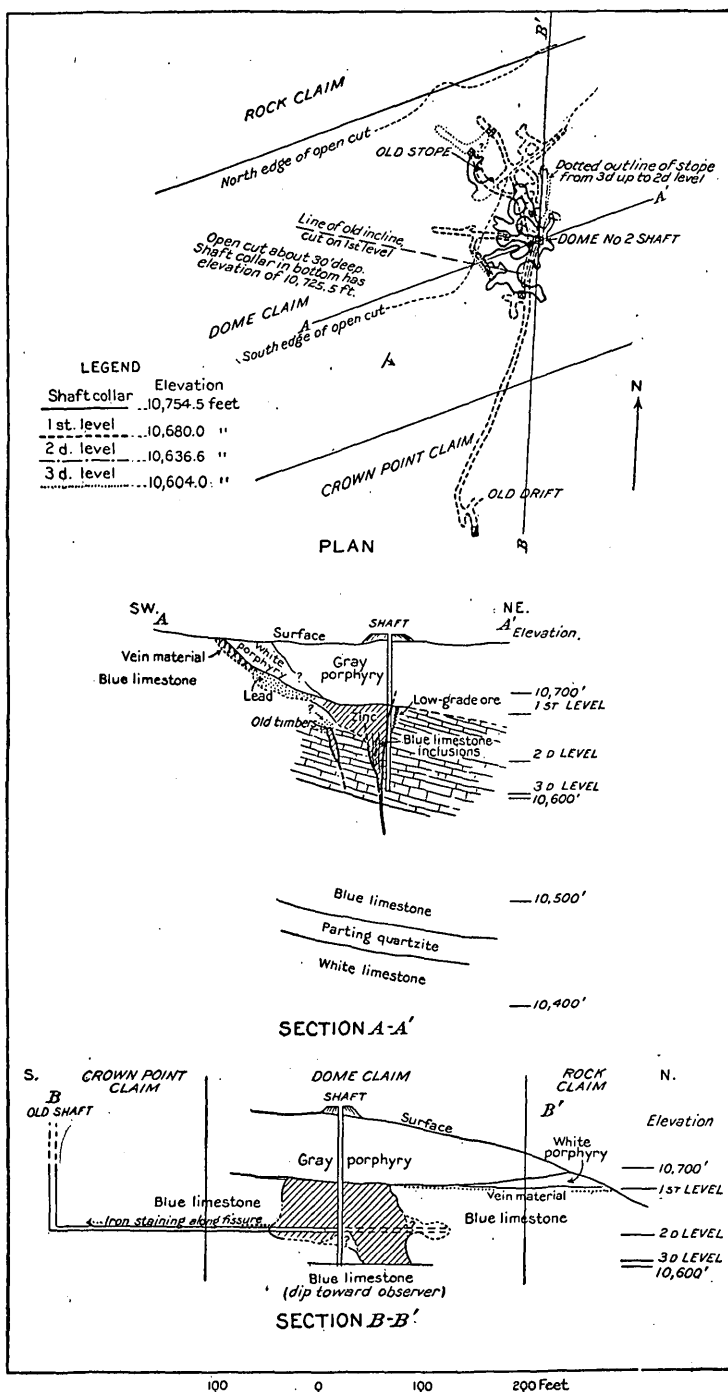 B'
ROCK CLAIM
North edge of open cut
OLD STOPE
Dotted outline of stope
from 3d up to 2d level
A'
Line of old incline
cut on 1st level
DOME No 2 SHAFT
Open cut about 30' deep.
Shaft collar in bottom has
elevation of 10,725.5 ft.
DOME CLAIM
A
South edge of open cut
LEGEND
Shaft collar Elevation
10,754.5 feet
1 st. level
10,680.0 "
2 d. level
10,636.6 "
3 d. level
10,604.0 "
N
CROWN POINT CLAIM
OLD DRIFT
B
PLAN
SW.
A
NE.
A'
SHAFT
Surface
Elevation
White
porphyry
Gray
porphyry
Vein material
Blue limestone
Lead
?
?
Zinc
Old timbers
Low-grade ore
Blue limestone
inclusions
10,700'
1 ST LEVEL
2 D LEVEL
3 D LEVEL
10,600'
Blue limestone
10,500'
Parting quartzite
White limestone
10,400'
SECTION A-A'
S.
CROWN POINT
CLAIM
DOME CLAIM
ROCK
CLAIM
N.
B
OLD SHAFT
SHAFT
B'
Elevation
Surface
White
porphyry
Gray porphyry
10,700'
1 ST LEVEL
Vein material
Blue limestone
Blue limestone
Iron staining along fissure
2 D LEVEL
3 D LEVEL
10,600'
Blue limestone
(dip toward observer)
SECTION B-B'
100 0 100 200 Feet